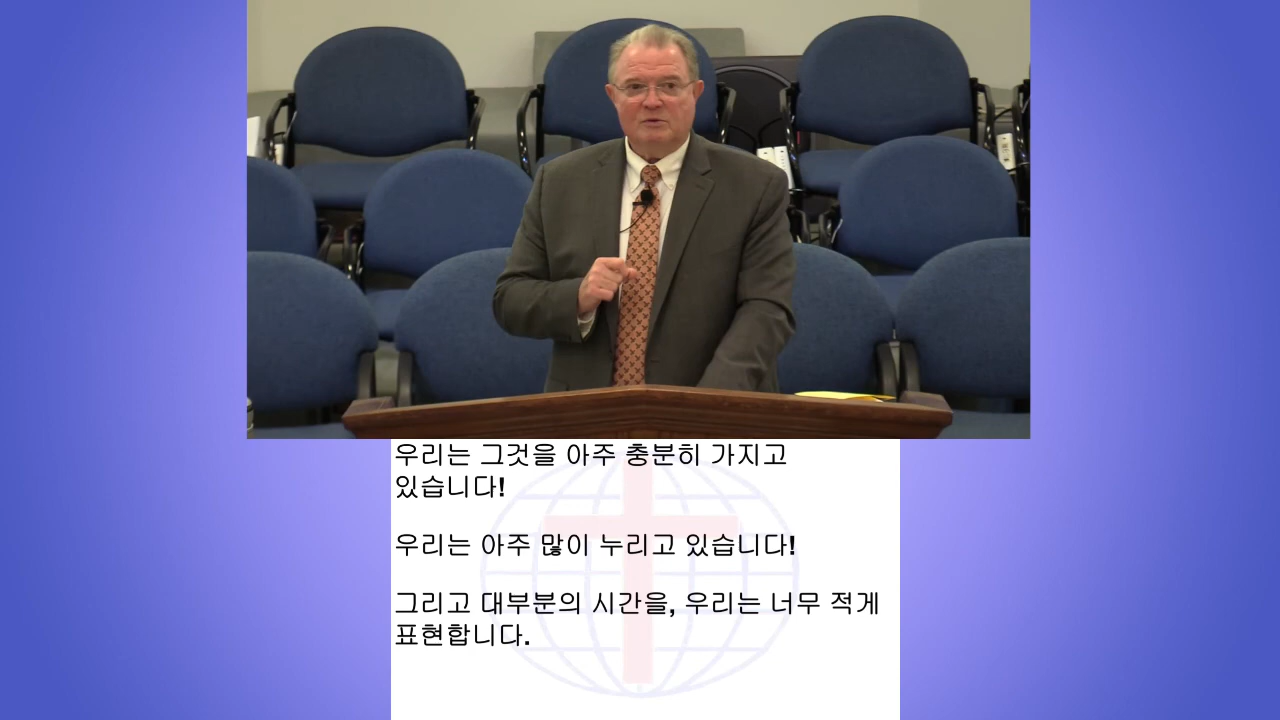 우리는 그것을 아주 충분히 가지고
있습니다!
우리는 아주 많이 누리고 있습니다!
그리고 대부분의 시간을, 우리는 너무 적게
표현합니다.